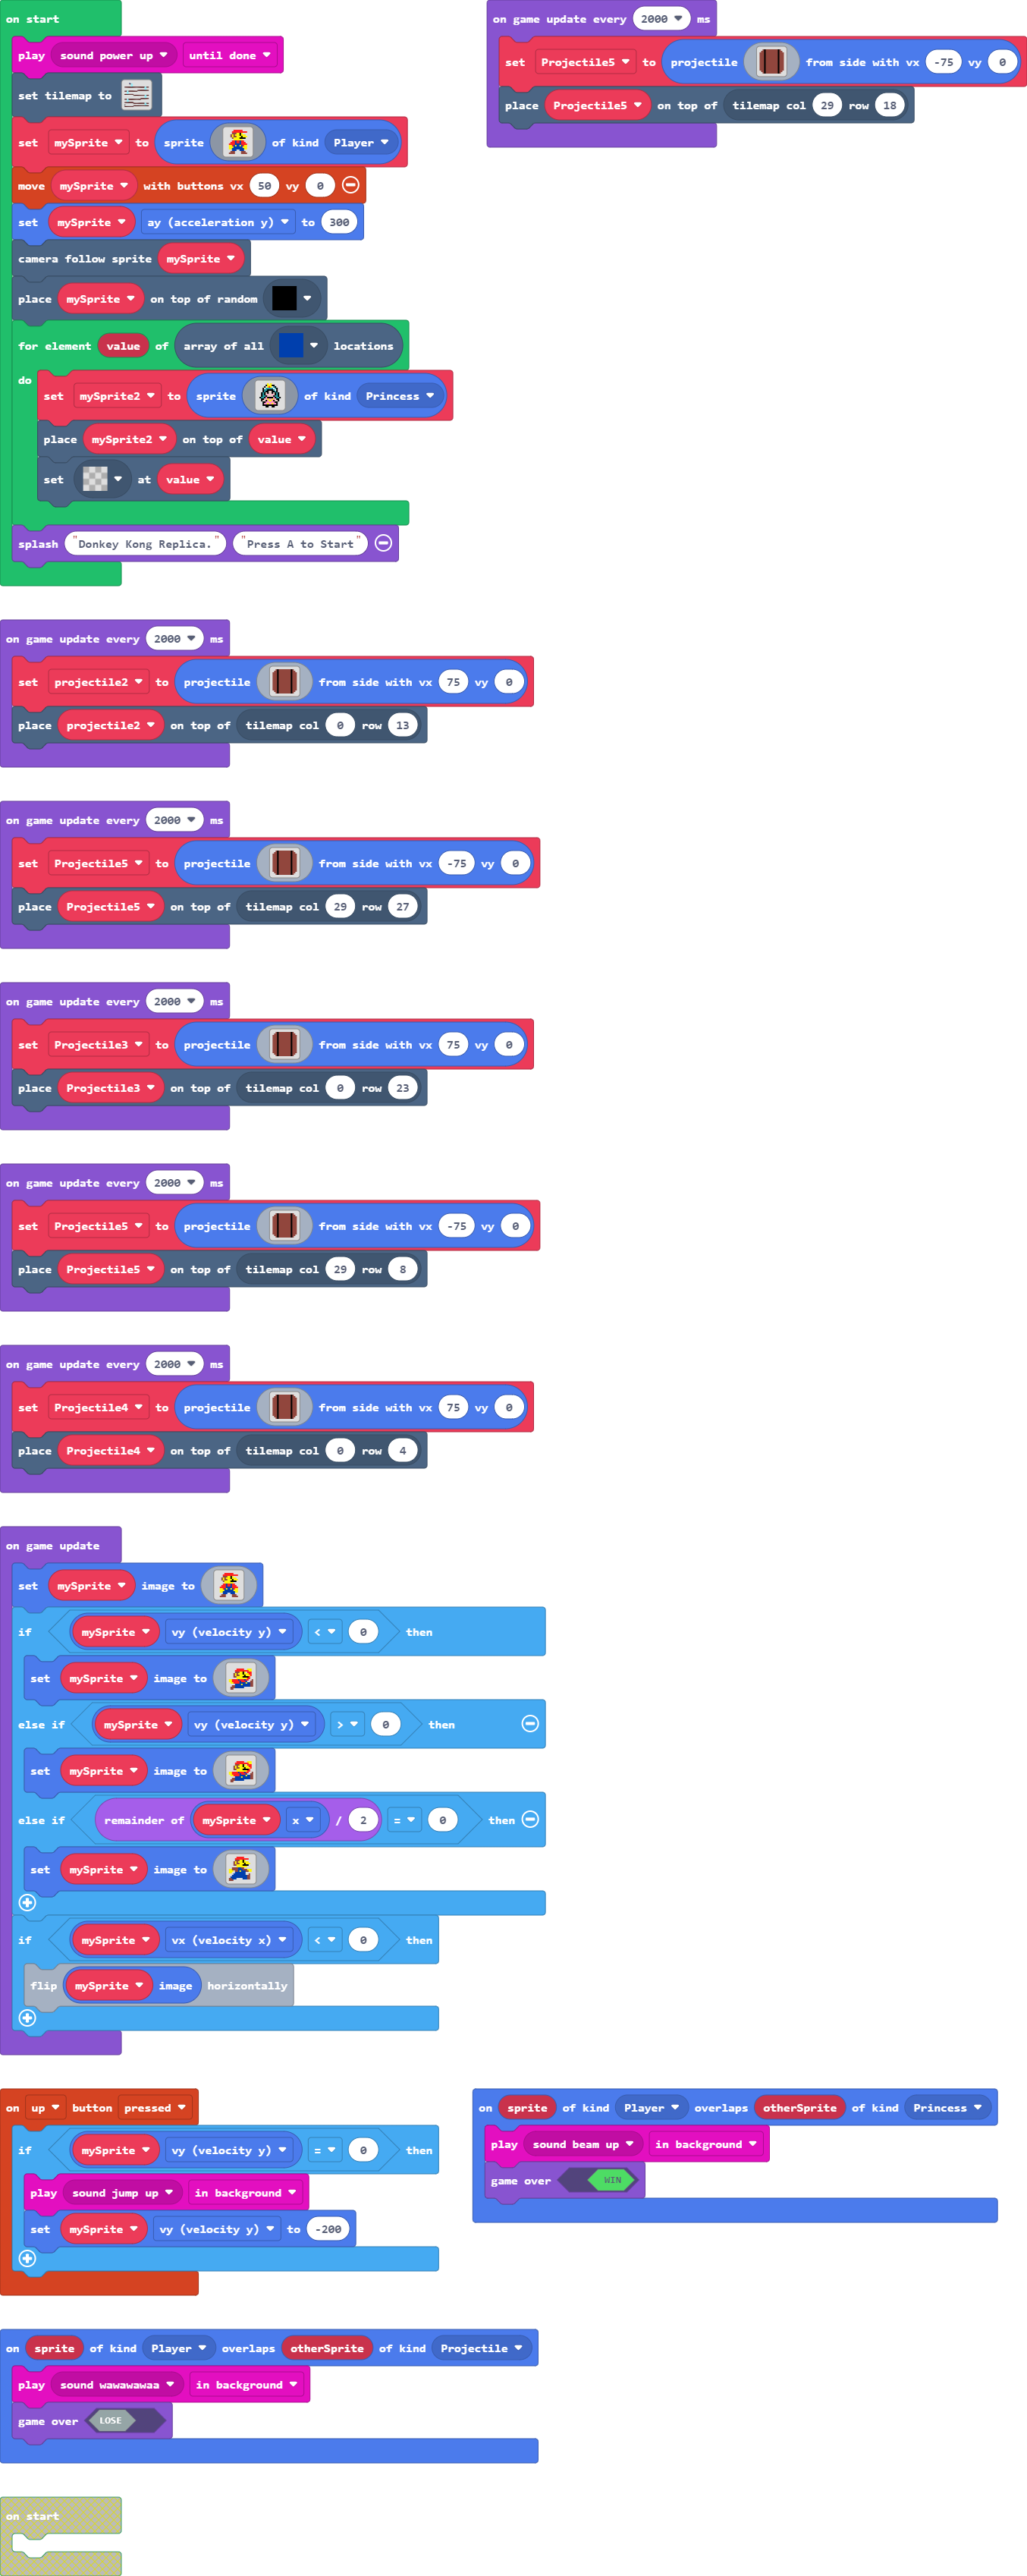 on start
play sound power up until done
set tilemap to
set mySprite to sprite of kind Player
move mySprite with buttons vx 50 vy 0
set mySprite ay (acceleration y) to 300
camera follow sprite mySprite
place mySprite on top of random
for element value of array of all locations
do
set mySprite2 to sprite of kind Princess
place mySprite2 on top of value
set at value
splash "Donkey Kong Replica." "Press A to Start"
on game update every 2000 ms
set Projectile5 to projectile from side with vx -75 vy 0
place Projectile5 on top of tilemap col 29 row 18
on game update every 2000 ms
set projectile2 to projectile from side with vx 75 vy 0
place projectile2 on top of tilemap col 0 row 13
on game update every 2000 ms
set Projectile5 to projectile from side with vx -75 vy 0
place Projectile5 on top of tilemap col 29 row 27
on game update every 2000 ms
set Projectile3 to projectile from side with vx 75 vy 0
place Projectile3 on top of tilemap col 0 row 23
on game update every 2000 ms
set Projectile5 to projectile from side with vx -75 vy 0
place Projectile5 on top of tilemap col 29 row 8
on game update every 2000 ms
set Projectile4 to projectile from side with vx 75 vy 0
place Projectile4 on top of tilemap col 0 row 4
on game update
set mySprite image to
if mySprite vy (velocity y) < 0 then
set mySprite image to
else if mySprite vy (velocity y) > 0 then
set mySprite image to
else if remainder of mySprite x / 2 = 0 then
set mySprite image to
if mySprite vx (velocity x) < 0 then
flip mySprite image horizontally
on up button pressed
if mySprite vy (velocity y) = 0 then
play sound jump up in background
set mySprite vy (velocity y) to -200
on sprite of kind Player overlaps otherSprite of kind Princess
play sound beam up in background
game over WIN
on sprite of kind Player overlaps otherSprite of kind Projectile
play sound wawawawaa in background
game over LOSE
on start